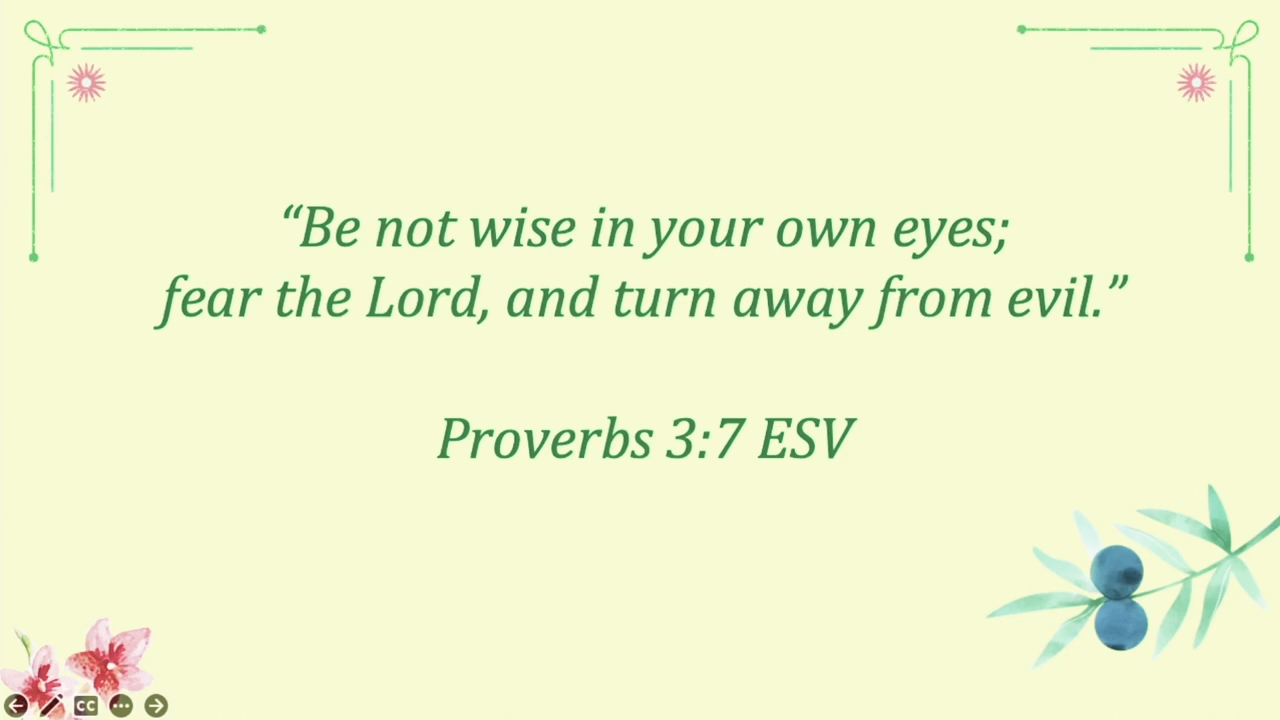 “Be not wise in your own eyes;
fear the Lord, and turn away from evil.”
Proverbs 3:7 ESV
CC